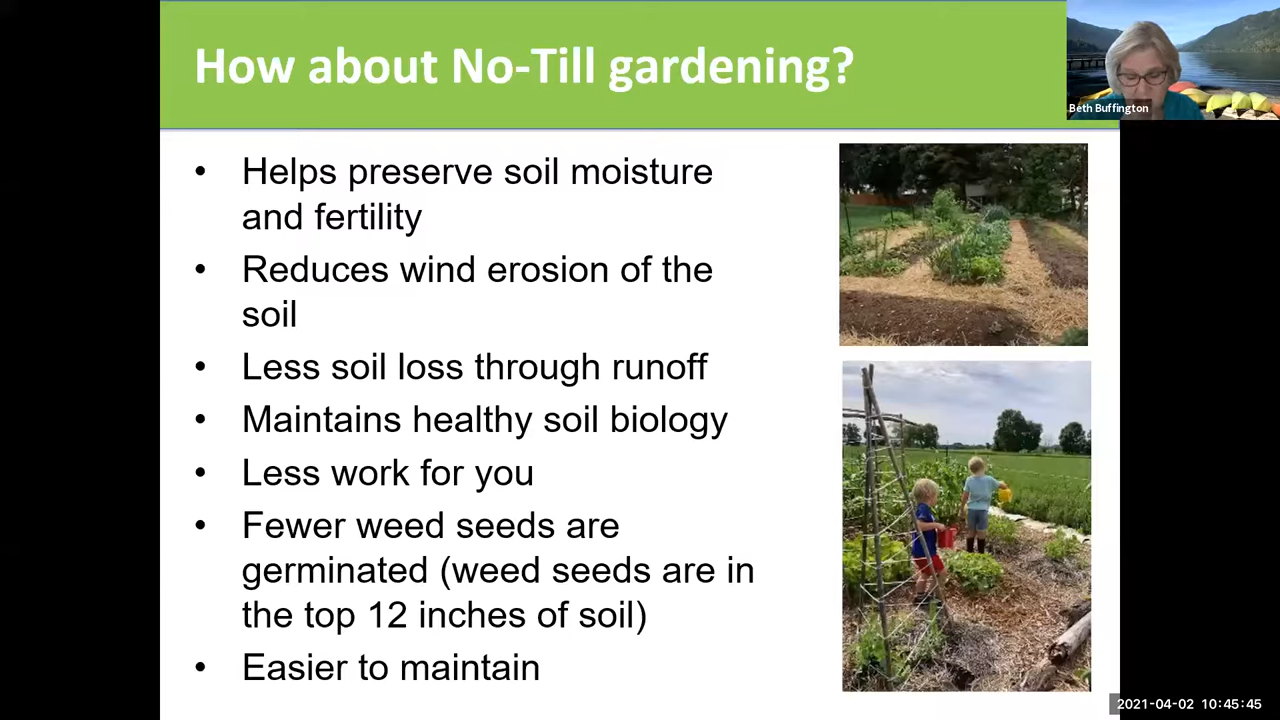 How about No-Till gardening?
Beth Buffington
• Helps preserve soil moisture
and fertility
• Reduces wind erosion of the
soil
• Less soil loss through runoff
• Maintains healthy soil biology
• Less work for you
• Fewer weed seeds are
germinated (weed seeds are in
the top 12 inches of soil)
• Easier to maintain
2021-04-02 10:45:45